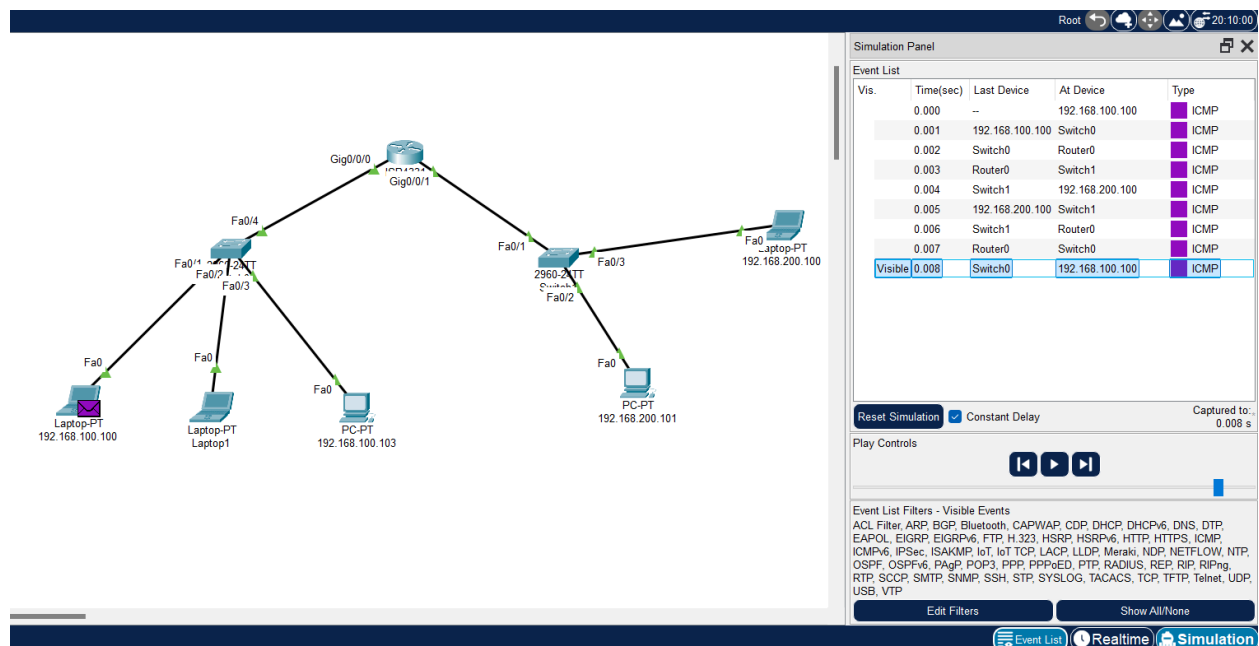 Root 20:10:00
Simulation Panel
Event List
Vis. Time(sec) Last Device At Device Type
0.000 -- 192.168.100.100 ICMP
0.001 192.168.100.100 Switch0 ICMP
0.002 Switch0 Router0 ICMP
0.003 Router0 Switch1 ICMP
0.004 Switch1 192.168.200.100 ICMP
0.005 192.168.200.100 Switch1 ICMP
0.006 Switch1 Router0 ICMP
0.007 Router0 Switch0 ICMP
Visible 0.008 Switch0 192.168.100.100 ICMP
Reset Simulation Constant Delay Captured to:
0.008 s
Play Controls
Event List Filters - Visible Events
ACL Filter, ARP, BGP, Bluetooth, CAPWAP, CDP, DHCP, DHCPv6, DNS, DTP,
EAPOL, EIGRP, EIGRPv6, FTP, H.323, HSRP, HSRPv6, HTTP, HTTPS, ICMP,
ICMPv6, IPSec, ISAKMP, IoT, IoT TCP, LACP, LLDP, Meraki, NDP, NETFLOW, NTP,
OSPF, OSPFv6, PAgP, POP3, PPP, PPPoED, PTP, RADIUS, REP, RIP, RIPng,
RTP, SCCP, SMTP, SNMP, SSH, STP, SYSLOG, TACACS, TCP, TFTP, Telnet, UDP,
USB, VTP
Edit Filters Show All/None
Event List Realtime Simulation
Gig0/0/0
Gig0/0/1
Fa0/4
Fa0/1
Fa0/2
Fa0/3
Fa0/1
Fa0/3
2960-24TT
Fa0/2
Fa0
Laptop-PT
192.168.200.100
Fa0
PC-PT
192.168.200.101
Fa0
Laptop-PT
192.168.100.100
Fa0
Laptop-PT
Laptop1
Fa0
PC-PT
192.168.100.103